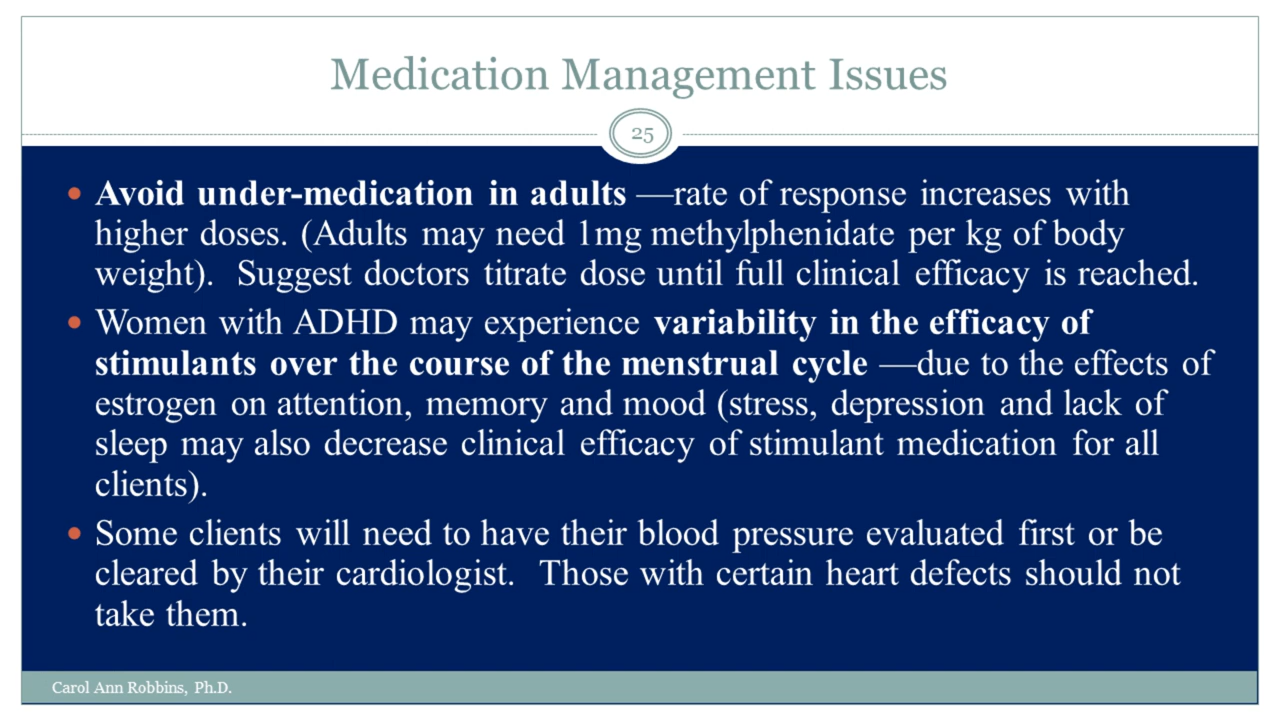 Medication Management Issues
25
• Avoid under-medication in adults —rate of response increases with
higher doses. (Adults may need 1mg methylphenidate per kg of body
weight).  Suggest doctors titrate dose until full clinical efficacy is reached.
• Women with ADHD may experience variability in the efficacy of
stimulants over the course of the menstrual cycle —due to the effects of
estrogen on attention, memory and mood (stress, depression and lack of
sleep may also decrease clinical efficacy of stimulant medication for all
clients).
• Some clients will need to have their blood pressure evaluated first or be
cleared by their cardiologist.  Those with certain heart defects should not
take them.
Carol Ann Robbins, Ph.D.